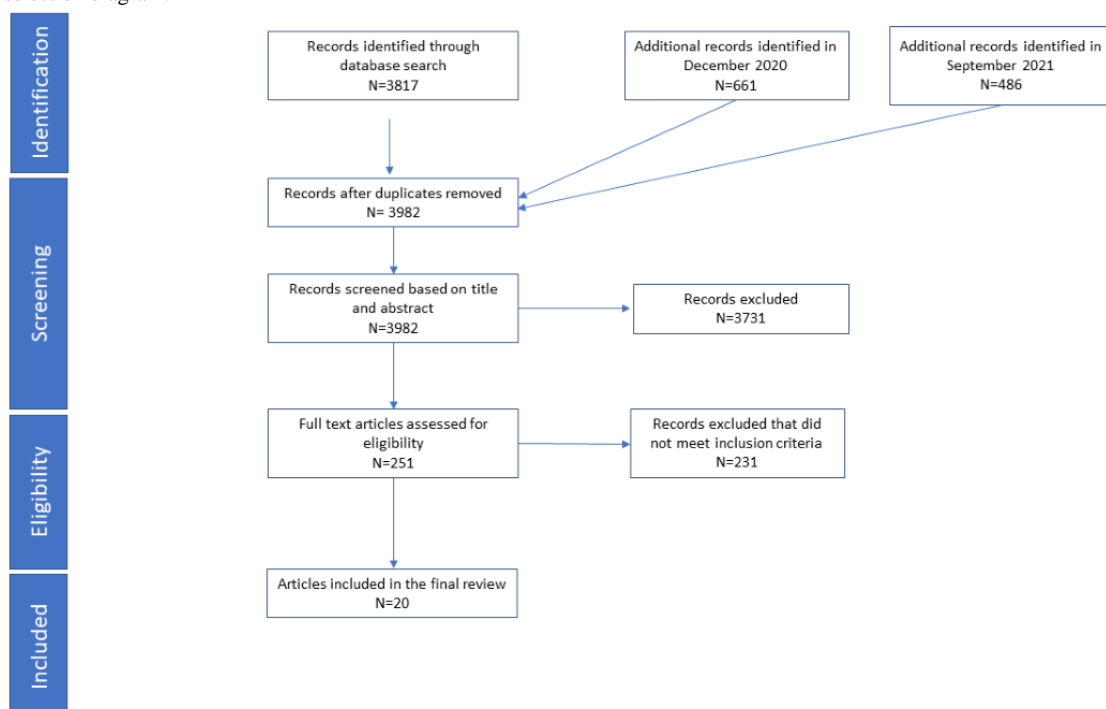 selection diagram.
Identification
Records identified through
database search
N=3817
Additional records identified in
December 2020
N=661
Additional records identified in
September 2021
N=486
Screening
Records after duplicates removed
N= 3982
Records screened based on title
and abstract
N=3982
Records excluded
N=3731
Eligibility
Full text articles assessed for
eligibility
N=251
Records excluded that did
not meet inclusion criteria
N=231
Included
Articles included in the final review
N=20